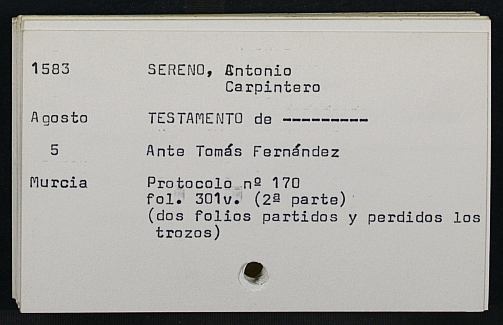 1583 SERENO, Antonio
Carpintero
Agosto TESTAMENTO de ---------
5 Ante Tomás Fernández
Murcia Protocolo nº 170
fol. 301v. (2ª parte)
(dos folios partidos y perdidos los
trozos)